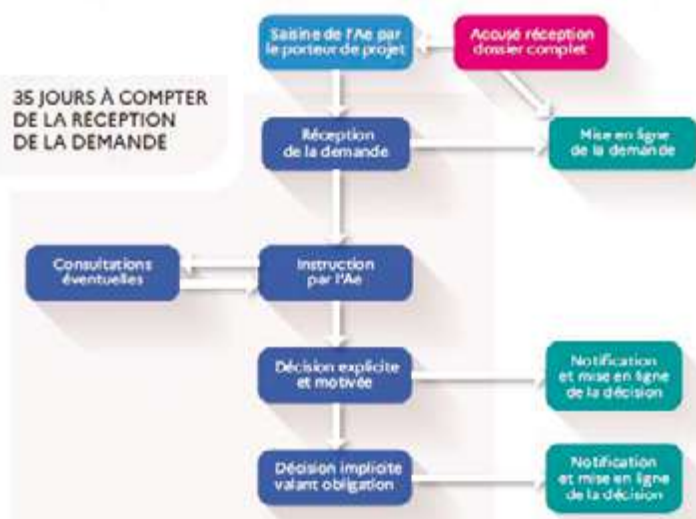 Saisine de l'Ae par
le porteur de projet
Accusé réception
dossier complet
35 JOURS À COMPTER
DE LA RÉCEPTION
DE LA DEMANDE
Réception
de la demande
Mise en ligne
de la demande
Consultations
éventuelles
Instruction
par l'Ae
Décision explicite
et motivée
Notification
et mise en ligne
de la décision
Décision implicite
valant obligation
Notification
et mise en ligne
de la décision